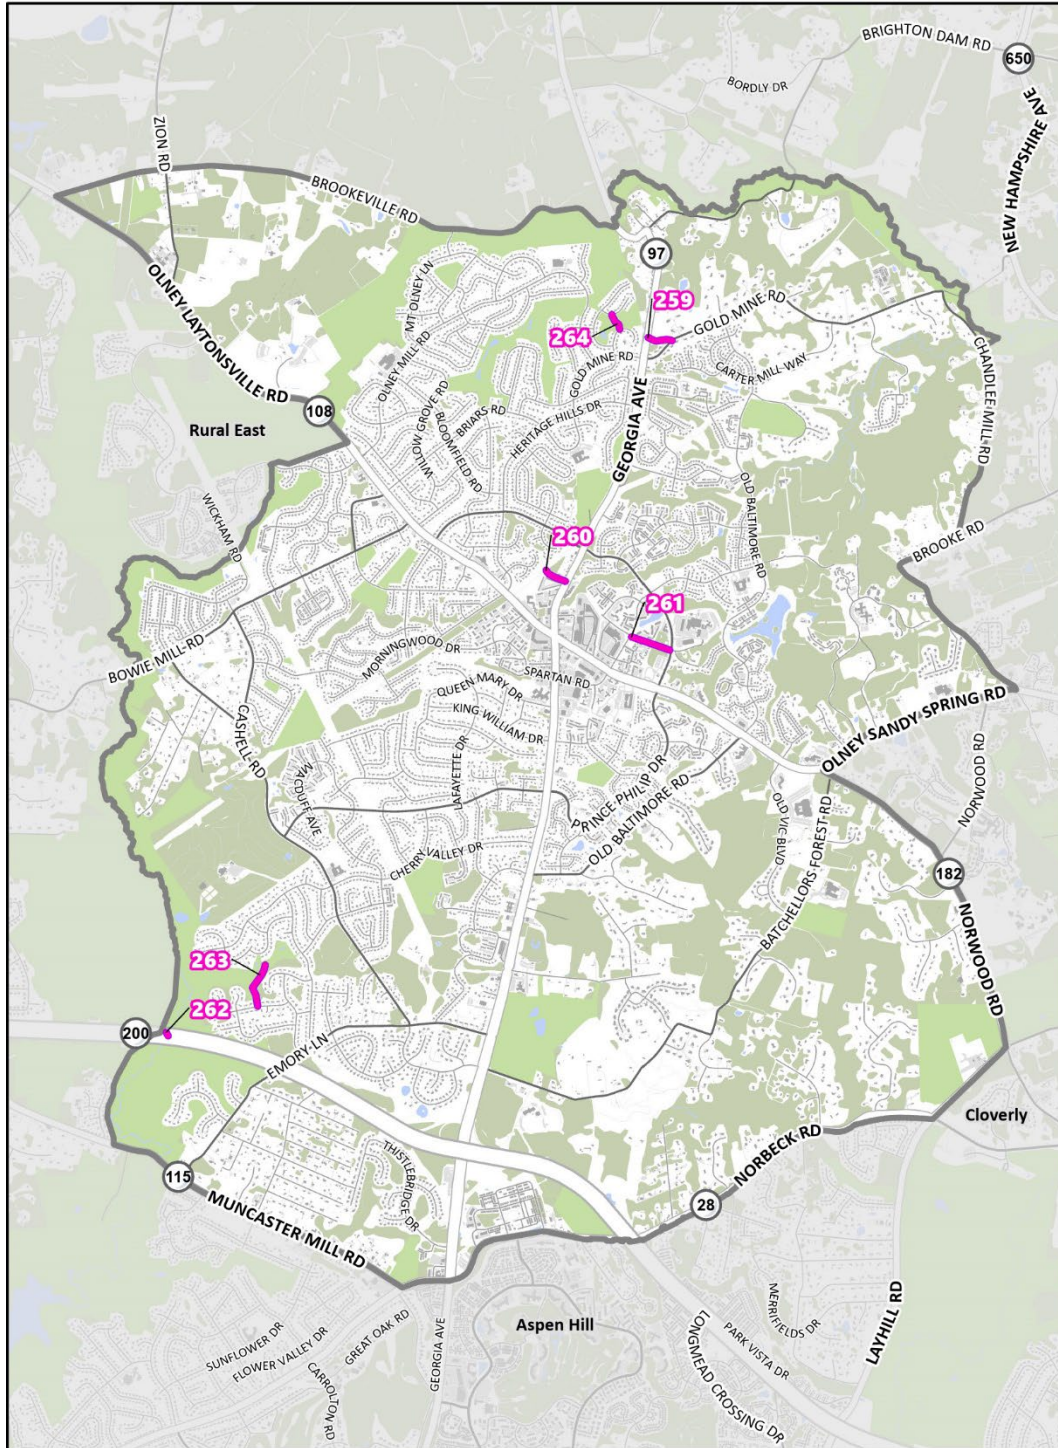 BRIGHTON DAM RD
650
BORDLY DR
NEW HAMPSHIRE AVE
ZION RD
BROOKEVILLE RD
97
OLNEY LAYTONSVILLE RD
MT OLNEY LN
259
GOLD MINE RD
264
OLNEY MILL RD
GOLD MINE RD
CARTER MILL WAY
CHANDLEE MILL RD
108
Rural East
WILLOW GROVE RD
BRIARS RD
BLOOMFIELD RD
HERITAGE HILLS DR
GEORGIA AVE
WICKHAM RD
OLD BALTIMORE RD
BROOKE RD
260
261
BOWIE MILL RD
MORNINGWOOD DR
SPARTAN RD
QUEEN MARY DR
KING WILLIAM DR
CASHELL RD
LAFAYETTE DR
MACDUFF AVE
OLNEY SANDY SPRING RD
NORWOOD RD
PRINCE PHILIP DR
OLD BALTIMORE RD
OLD VIC BLVD
BATCHELLORS FOREST RD
CHERRY VALLEY DR
182
NORWOOD RD
263
262
200
EMORY LN
Cloverly
NORBECK RD
115
THISTLEBRIDGE DR
28
MUNCASTER MILL RD
Aspen Hill
SUNFLOWER DR
FLOWER VALLEY DR
GREAT OAK RD
CARROLTON RD
GEORGIA AVE
LONGMEAD CROSSING DR
PARK VISTA DR
MERRIFIELDS DR
LAYHILL RD